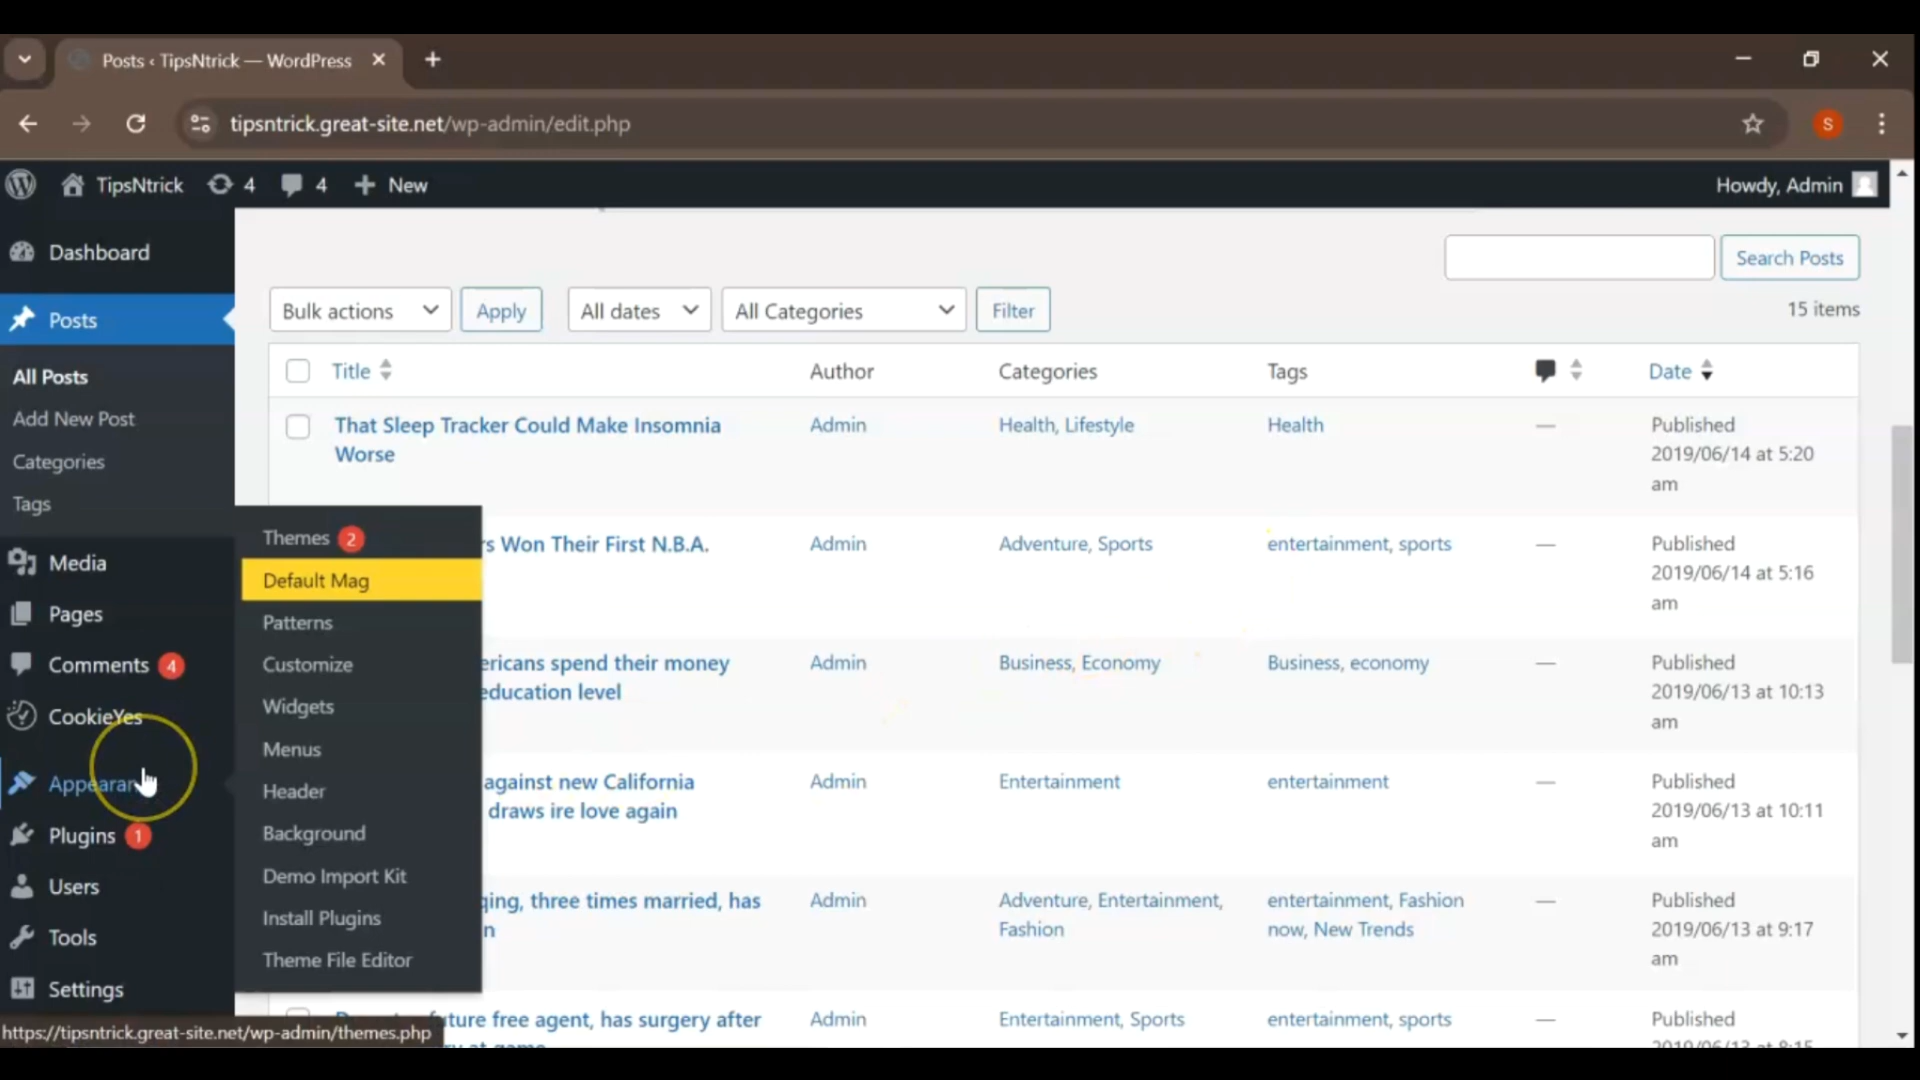 Posts ‹ TipsNtrick — WordPress
tipsntrick.great-site.net/wp-admin/edit.php
S
TipsNtrick 4 4 New
Howdy, Admin
Dashboard
Posts
All Posts
Add New Post
Categories
Tags
Media
Pages
Comments 4
CookieYes
Appearan
Plugins 1
Users
Tools
Settings
Themes 2
Default Mag
Patterns
Customize
Widgets
Menus
Header
Background
Demo Import Kit
Install Plugins
Theme File Editor
Search Posts
Bulk actions Apply All dates All Categories Filter
15 items
Title Author Categories Tags Date
That Sleep Tracker Could Make Insomnia
Worse
Admin
Health, Lifestyle
Health
—
Published
2019/06/14 at 5:20
am
s Won Their First N.B.A.
Admin
Adventure, Sports
entertainment, sports
—
Published
2019/06/14 at 5:16
am
ericans spend their money
education level
Admin
Business, Economy
Business, economy
—
Published
2019/06/13 at 10:13
am
against new California
draws ire love again
Admin
Entertainment
entertainment
—
Published
2019/06/13 at 10:11
am
ging, three times married, has
n
Admin
Adventure, Entertainment,
Fashion
entertainment, Fashion
now, New Trends
—
Published
2019/06/13 at 9:17
am
future free agent, has surgery after
Admin
Entertainment, Sports
entertainment, sports
—
Published
2019/06/13 at 8:15
https://tipsntrick.great-site.net/wp-admin/themes.php